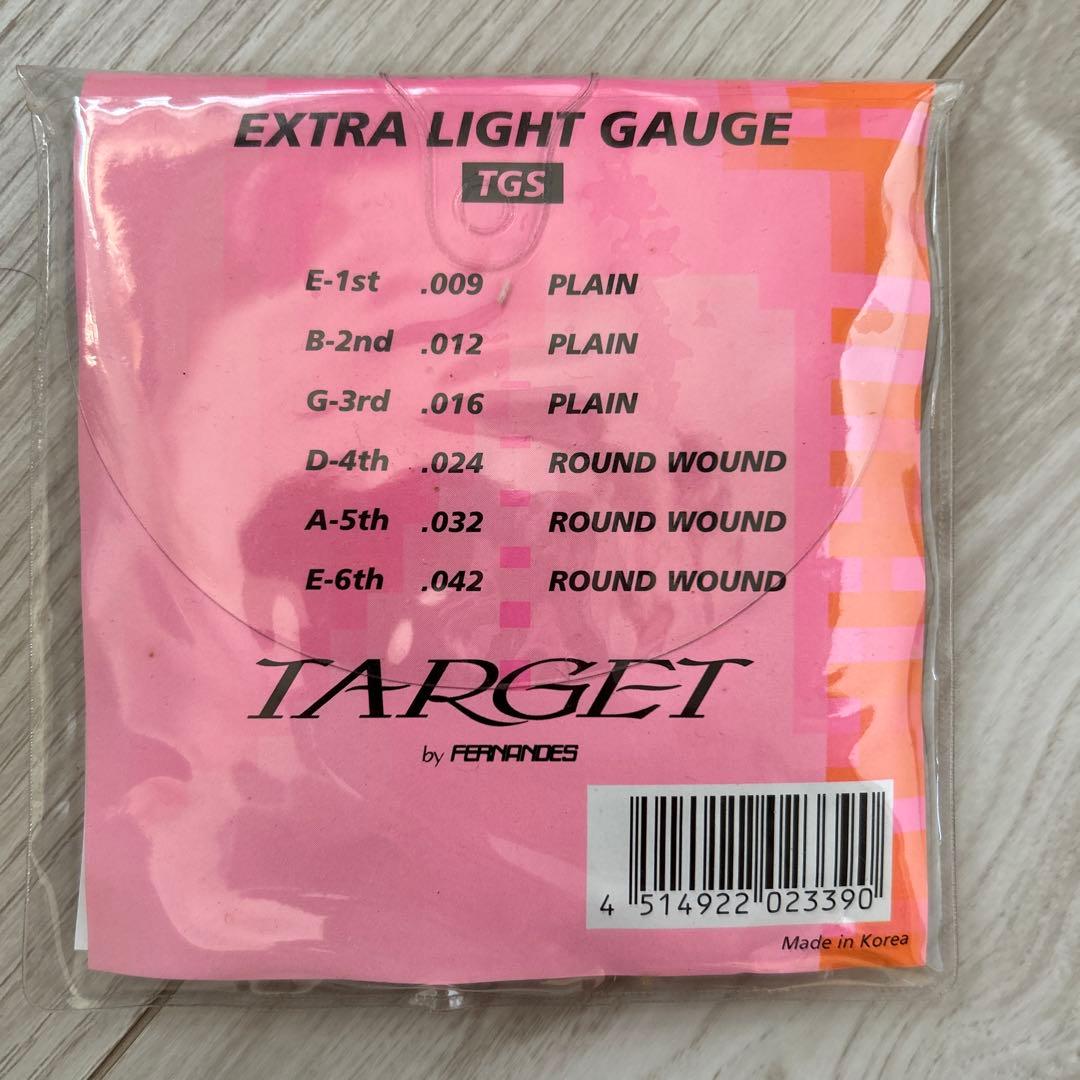 EXTRA LIGHT GAUGE
TGS
E-1st .009 PLAIN
B-2nd .012 PLAIN
G-3rd .016 PLAIN
D-4th .024 ROUND WOUND
A-5th .032 ROUND WOUND
E-6th .042 ROUND WOUND
TARGET
by FERNANDES
4 514922 023390
Made in Korea